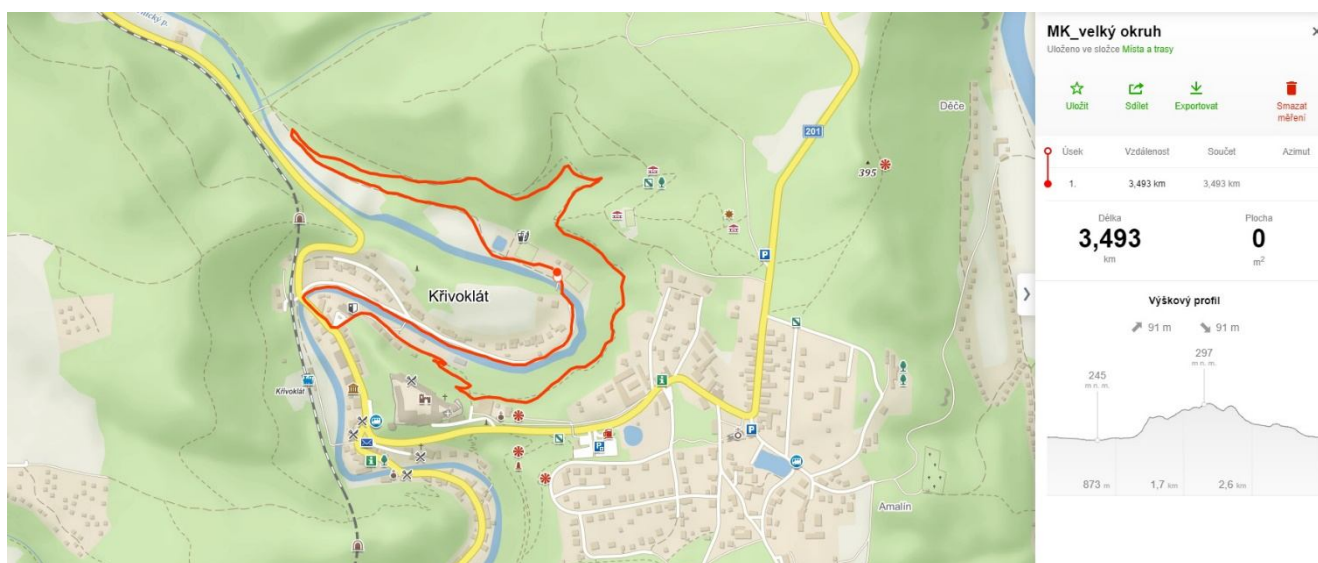 201
Děče
395
Křivoklát
Křivoklát
Amalín
MK_velký okruh
Uloženo ve složce Místa a trasy
Uložit
Sdílet
Exportovat
Smazat
měření
Úsek Vzdálenost Součet Azimut
1. 3,493 km 3,493 km
Délka Plocha
3,493 0
km m²
Výškový profil
91 m 91 m
297
m n. m.
245
m n. m.
873 m 1,7 km 2,6 km